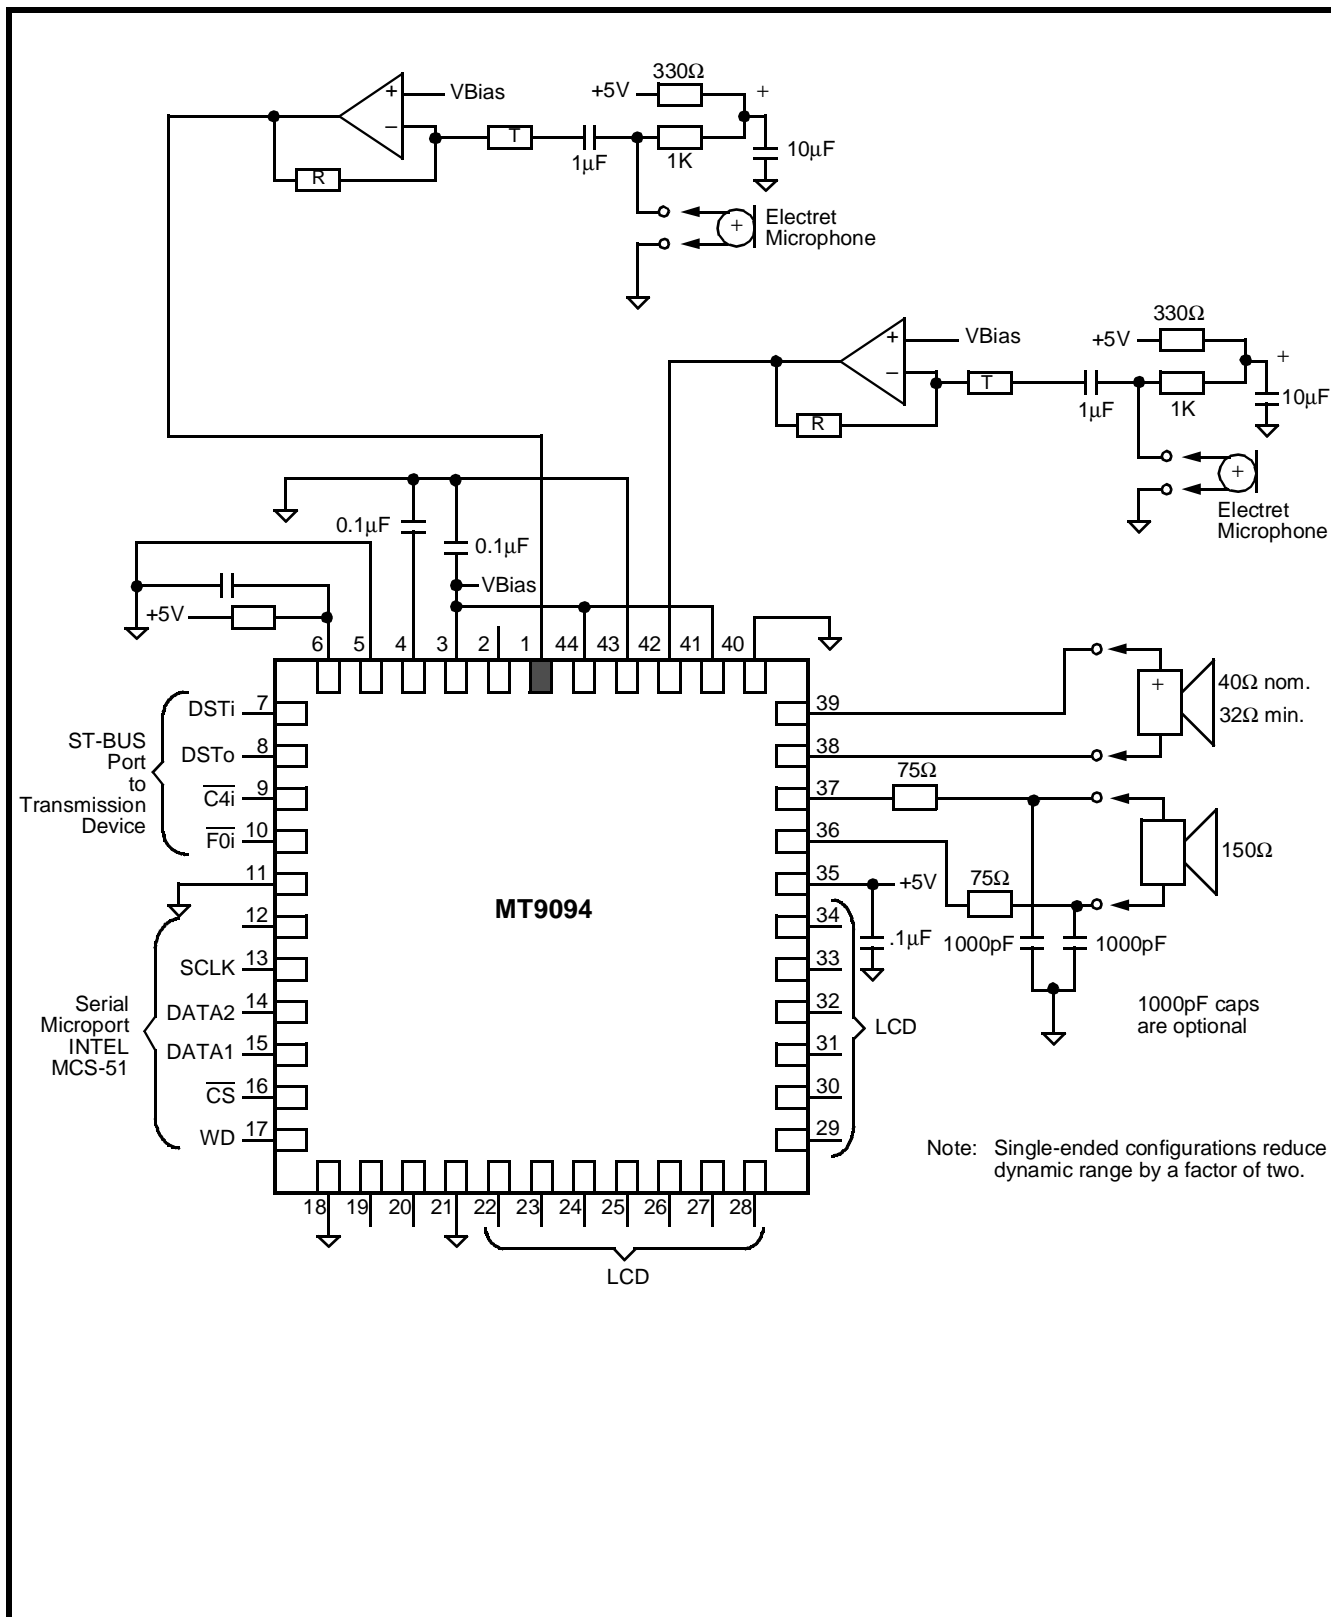 330Ω
+5V
+
VBias
+
−
T
1μF
1K
10μF
R
+
Electret
Microphone
330Ω
+5V
+
VBias
+
−
T
1μF
1K
10μF
R
+
Electret
Microphone
0.1μF
0.1μF
VBias
+5V
6 5 4 3 2 1 44 43 42 41 40
DSTi 7
DSTo 8
C4i 9
F0i 10
ST-BUS
Port
to
Transmission
Device
11
12
SCLK 13
DATA2 14
DATA1 15
CS 16
WD 17
Serial
Microport
INTEL
MCS-51
MT9094
39
38
37
36
35
34
33
32
31
30
29
+
40Ω nom.
32Ω min.
75Ω
75Ω
150Ω
+5V
.1μF
1000pF
1000pF
1000pF caps
are optional
LCD
Note: Single-ended configurations reduce
dynamic range by a factor of two.
18 19 20 21 22 23 24 25 26 27 28
LCD